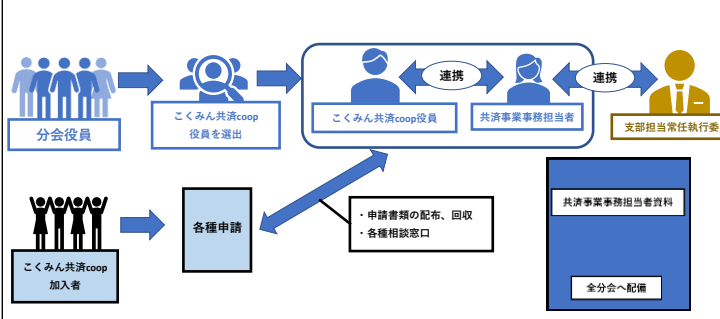 分会役員
こくみん共済coop
役員を選出
こくみん共済coop役員
連携
共済事業事務担当者
連携
支部担当常任執行委
こくみん共済coop
加入者
各種申請
・申請書類の配布、回収
・各種相談窓口
共済事業事務担当者資料
全分会へ配備